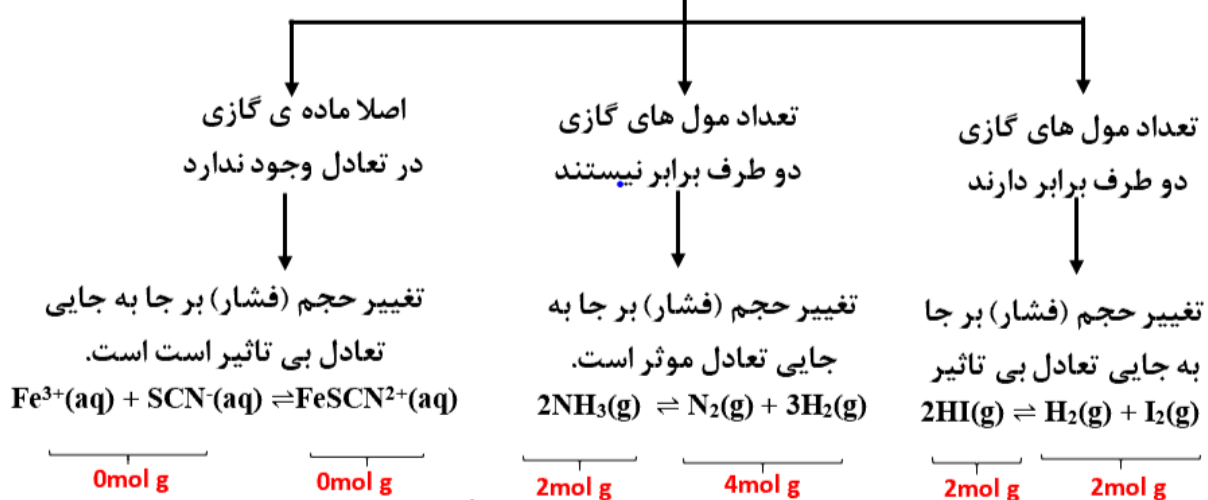 تعداد مول های گازی
دو طرف برابر دارند
تغییر حجم (فشار) بر جا
به جایی تعادل بی تاثیر
2HI(g) ⇌ H₂(g) + I₂(g)
2mol g
2mol g
تعداد مول های گازی
دو طرف برابر نیستند
تغییر حجم (فشار) بر جا به
جایی تعادل موثر است.
2NH₃(g) ⇌ N₂(g) + 3H₂(g)
2mol g
4mol g
اصلا ماده ی گازی
در تعادل وجود ندارد
تغییر حجم (فشار) بر جا به جایی
تعادل بی تاثیر است است.
Fe³⁺(aq) + SCN⁻(aq) ⇌FeSCN²⁺(aq)
0mol g
0mol g